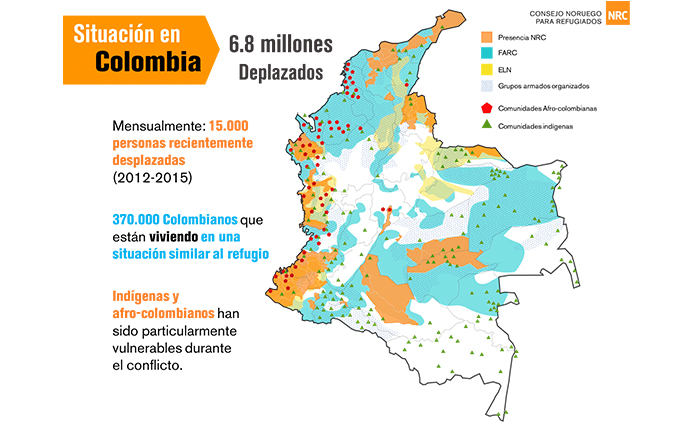 Situación en
Colombia
6.8 millones
Deplazados
CONSEJO NORUEGO
PARA REFUGIADOS
NRC
Presencia NRC
FARC
ELN
Grupos armados organizados
Comunidades Afro-colombianas
Comunidades indígenas
Mensualmente: 15.000
personas recientemente
desplazadas
(2012-2015)
370.000 Colombianos que
están viviendo en una
situación similar al refugio
Indígenas y
afro-colombianos han
sido particularmente
vulnerables durante
el conflicto.